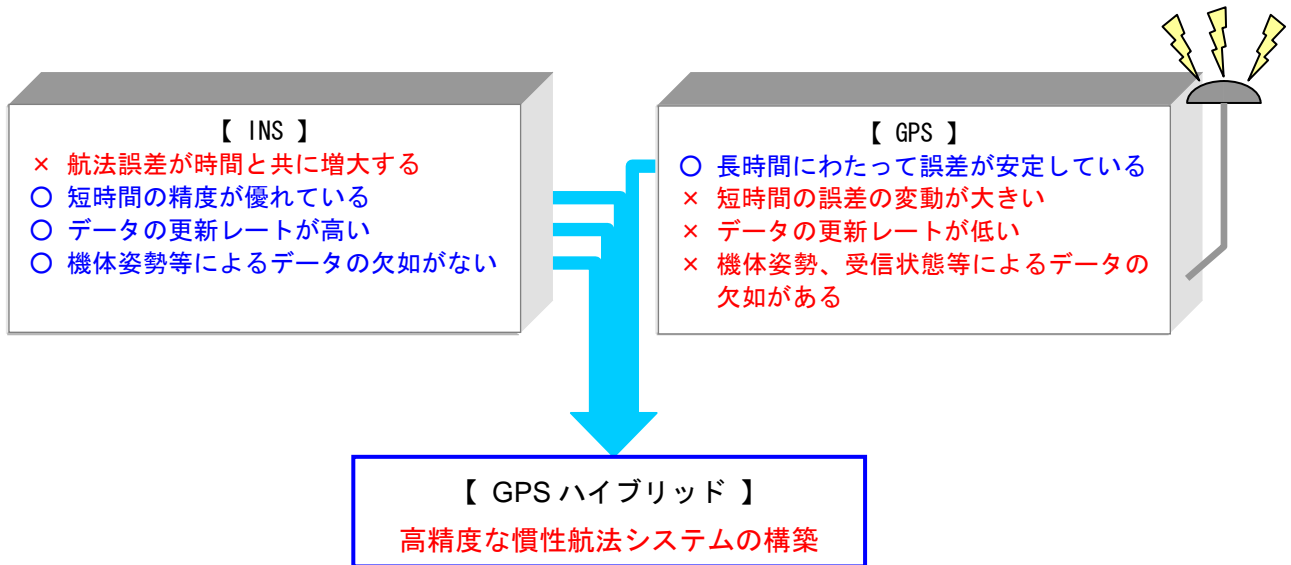 【 INS 】
× 航法誤差が時間と共に増大する
○ 短時間の精度が優れている
○ データの更新レートが高い
○ 機体姿勢等によるデータの欠如がない
【 GPS 】
○ 長時間にわたって誤差が安定している
× 短時間の誤差の変動が大きい
× データの更新レートが低い
× 機体姿勢、受信状態等によるデータの
欠如がある
【 GPS ハイブリッド 】
高精度な慣性航法システムの構築